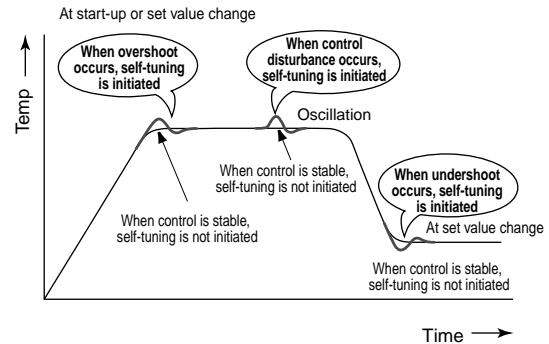 At start-up or set value change
When overshoot
occurs, self-tuning
is initiated
When control
disturbance occurs,
self-tuning is initiated
Temp
Oscillation
When control is stable,
self-tuning is not initiated
When undershoot
occurs, self-tuning
is initiated
When control is stable,
self-tuning is not initiated
At set value change
When control is stable,
self-tuning is not initiated
Time